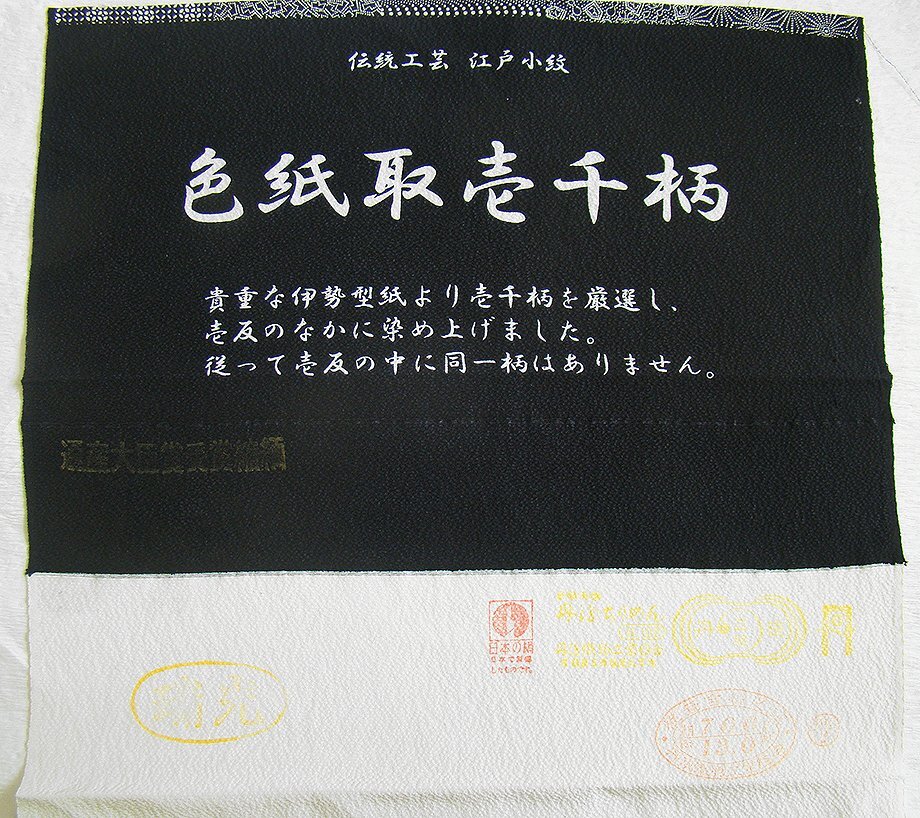 伝統工芸 江戸小紋
色紙取壱千柄
貴重な伊勢型紙より壱千柄を厳選し、
壱反のなかに染め上げました。
従って壱反の中に同一柄はありません。
日本の絹